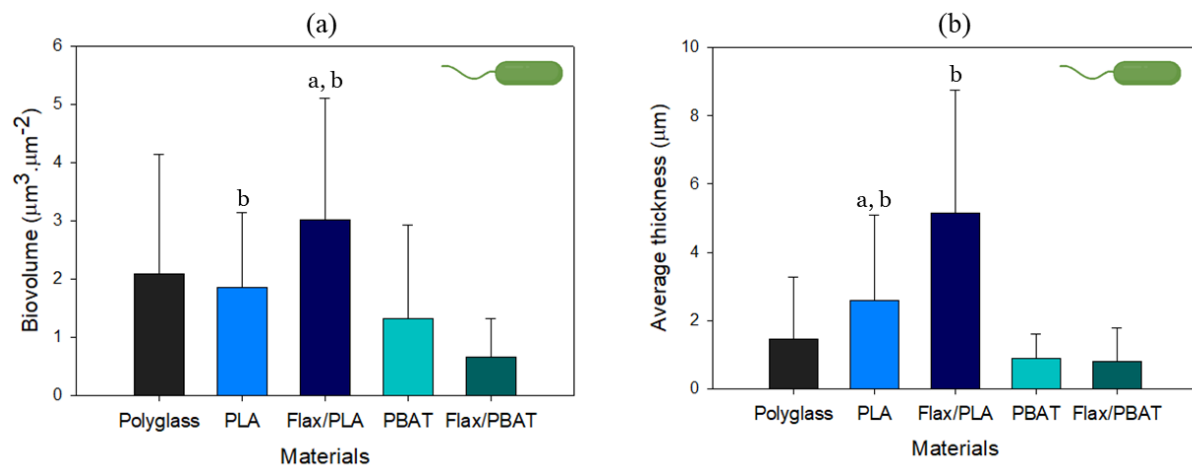 (a)
6
5
4
3
2
1
0
Biovolume (µm³.µm⁻²)
b
a, b
Polyglass PLA Flax/PLA PBAT Flax/PBAT
Materials
(b)
10
8
6
4
2
0
Average thickness (µm)
a, b
b
Polyglass PLA Flax/PLA PBAT Flax/PBAT
Materials